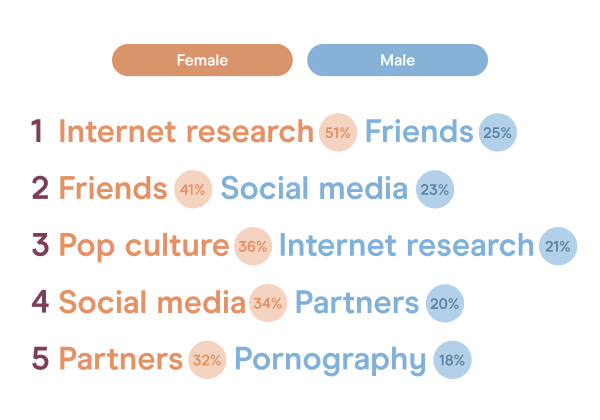 Female Male
1 Internet research 51% Friends 25%
2 Friends 41% Social media 23%
3 Pop culture 36% Internet research 21%
4 Social media 34% Partners 20%
5 Partners 32% Pornography 18%